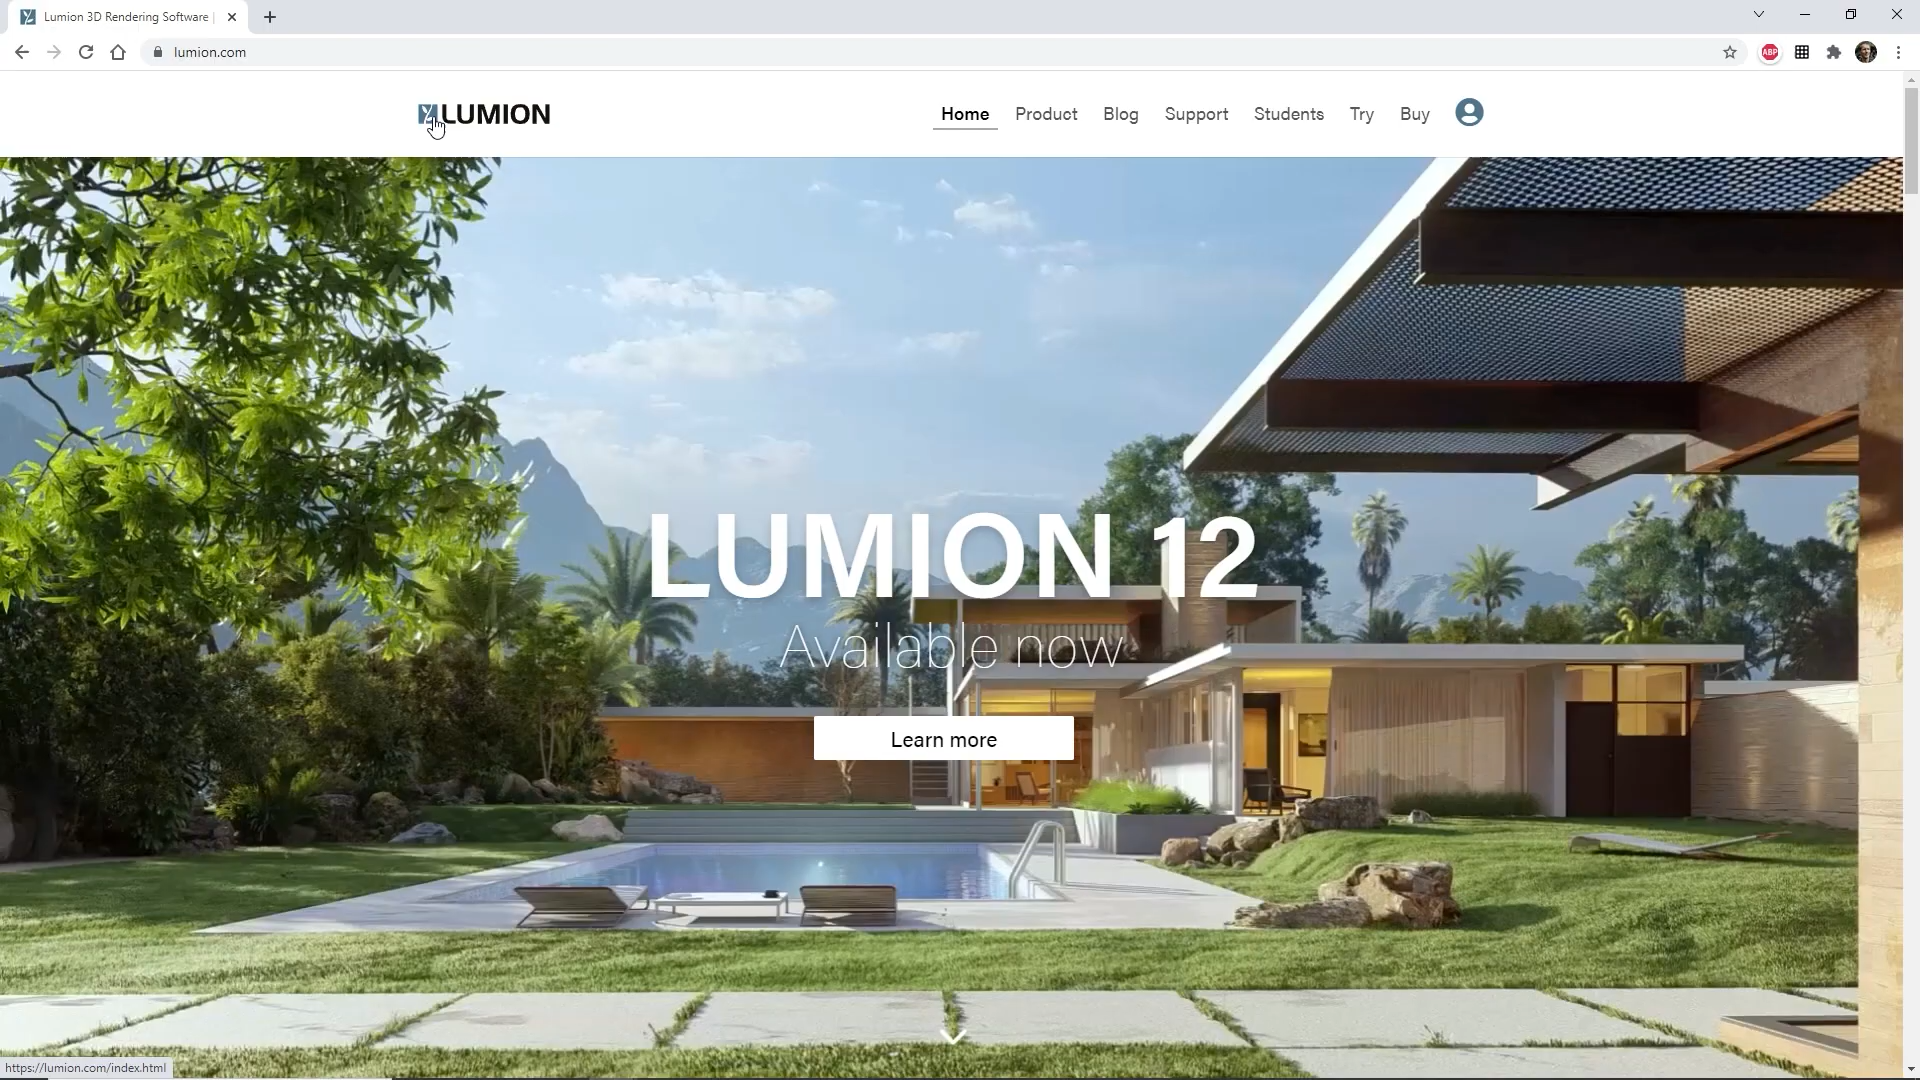 Lumion 3D Rendering Software |
lumion.com
ABP
LUMION
Home Product Blog Support Students Try Buy
LUMION 12
Available now
Learn more
https://lumion.com/index.html